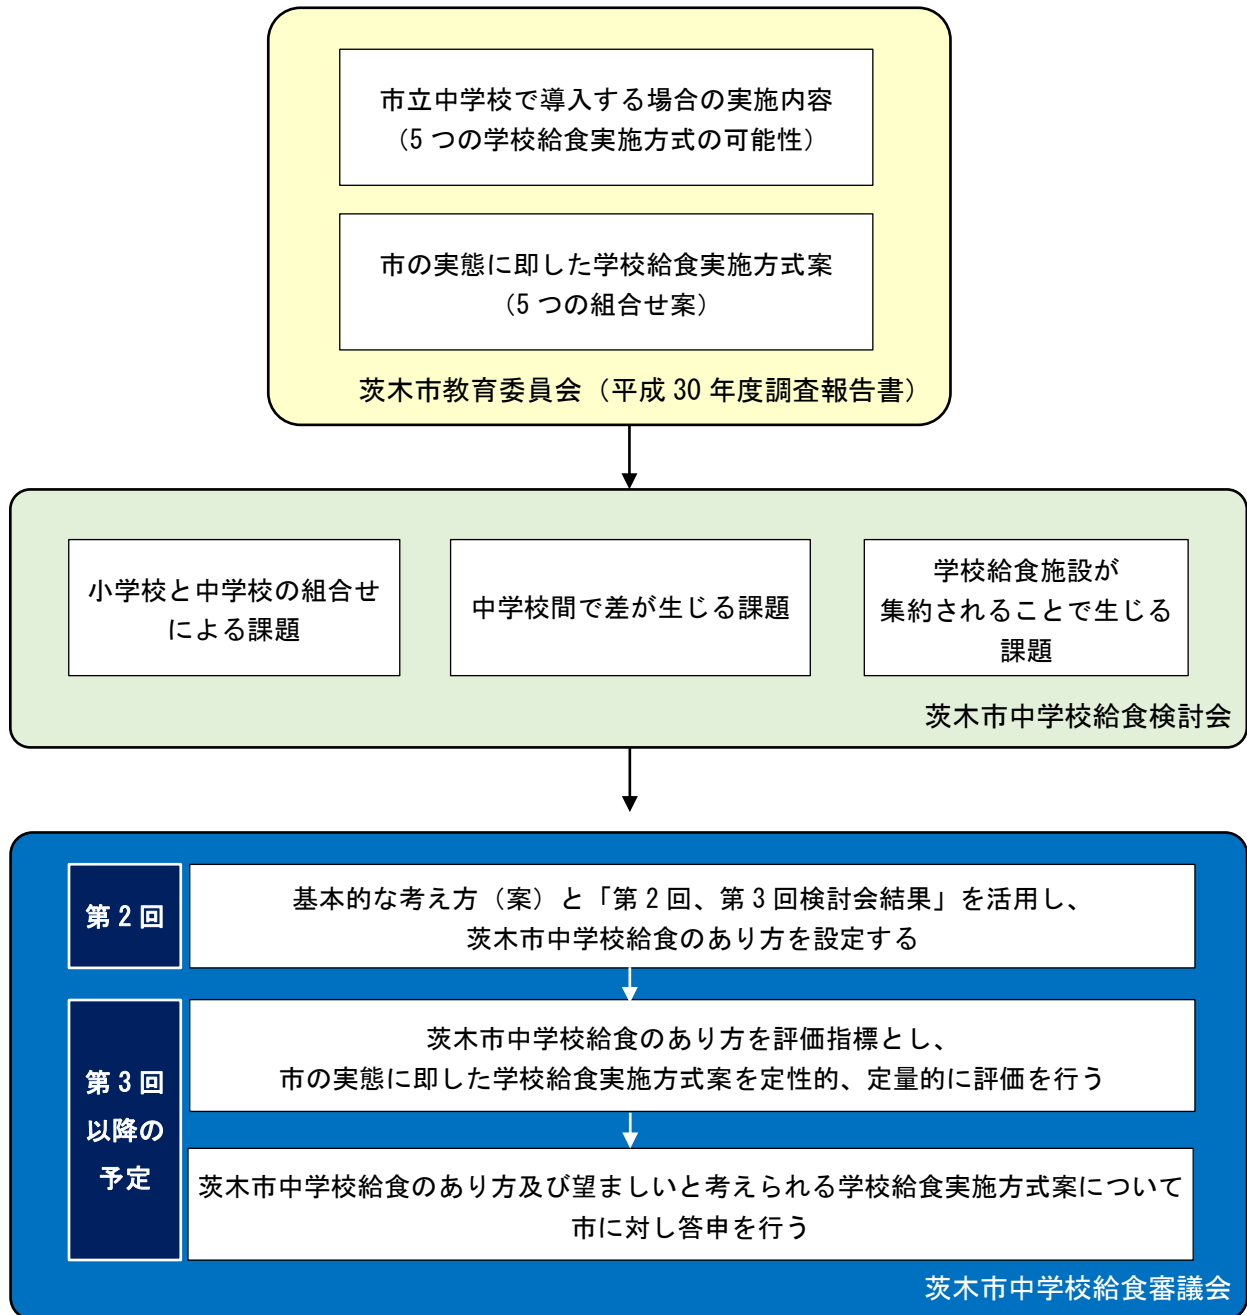 市立中学校で導入する場合の実施内容
(5つの学校給食実施方式の可能性)
市の実態に即した学校給食実施方式案
(5つの組合せ案)
茨木市教育委員会(平成30年度調査報告書)
小学校と中学校の組合せ
による課題
中学校間で差が生じる課題
学校給食施設が
集約されることで生じる
課題
茨木市中学校給食検討会
第2回
基本的な考え方(案)と「第2回、第3回検討会結果」を活用し、
茨木市中学校給食のあり方を設定する
第3回
以降の
予定
茨木市中学校給食のあり方を評価指標とし、
市の実態に即した学校給食実施方式案を定性的、定量的に評価を行う
茨木市中学校給食のあり方及び望ましいと考えられる学校給食実施方式案について
市に対し答申を行う
茨木市中学校給食審議会